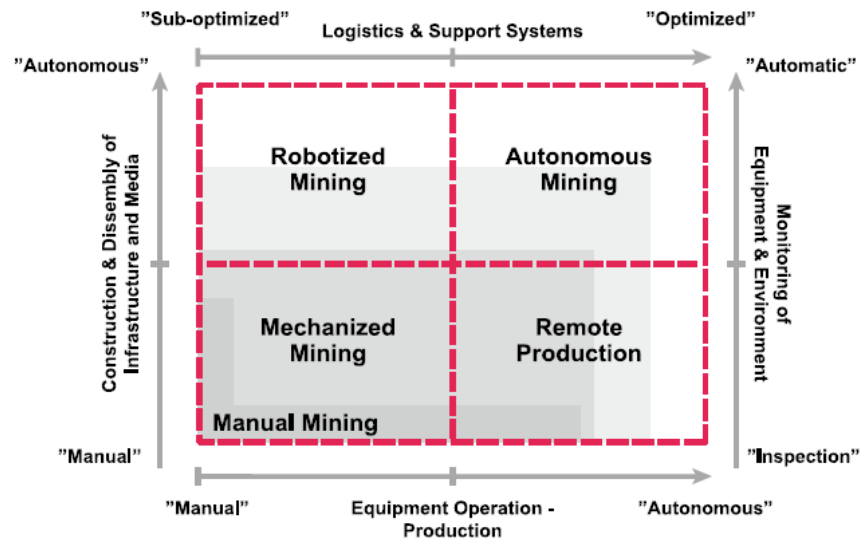 ”Sub-optimized”
Logistics & Support Systems
”Optimized”
”Autonomous”
”Automatic”
Construction & Dissembly of
Infrastructure and Media
Robotized
Mining
Autonomous
Mining
Monitoring of
Equipment & Environment
Mechanized
Mining
Remote
Production
Manual Mining
”Manual”
”Inspection”
”Manual”
Equipment Operation -
Production
”Autonomous”